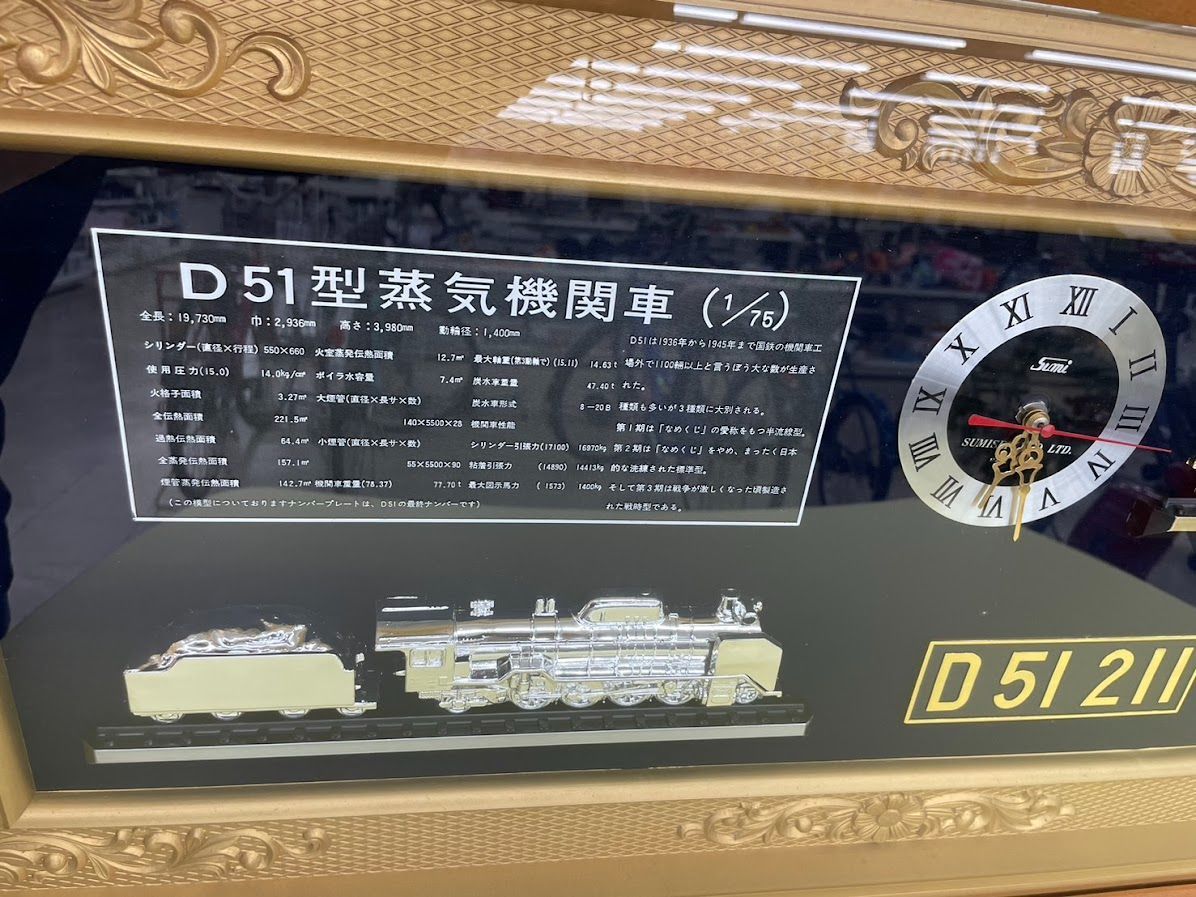 D51型蒸気機関車(1/75)
全長:19,730mm 巾:2,936mm 高さ:3,980mm 動輪径:1,400mm
シリンダー(直径×行程) 550×660
使用圧力(15.0) 14.0kg/cm²
火格子面積 3.27m²
全伝熱面積 221.5m²
過熱伝熱面積 64.4m²
全蒸発伝熱面積 157.1m²
煙管蒸発伝熱面積 142.7m²
火室蒸発伝熱面積 12.7m²
ボイラ水容量 7.4m³
大煙管(直径×長サ×数)
140×5500×28
小煙管(直径×長サ×数)
55×5500×90
機関車重量(78.37) 77.70t
最大軸重(第3動輪で)(15.11) 14.63t
炭水車重量 47.40t
炭水車形式 8-20B
機関車性能
シリンダー引張力(17100) 16970kg
粘着引張力 (14890) 14413kg
最大図示馬力 (1573) 1400kg
D51は1936年から1945年まで国鉄の機関車工
場外で1100輛以上と言うぼう大な数が生産さ
れた。
種類も多いが3種類に大別される。
第1期は「なめくじ」の愛称をもつ半流線型。
第2期は「なめくじ」をやめ、まったく日本
的な洗練された標準型。
そして第3期は戦争が激しくなった頃製造さ
れた戦時型である。
(この模型についておりますナンバープレートは、D51の最終ナンバーです)
XII
I
II
III
IV
V
VI
VII
VIII
IX
X
XI
Sumi
LTD.
D51 211